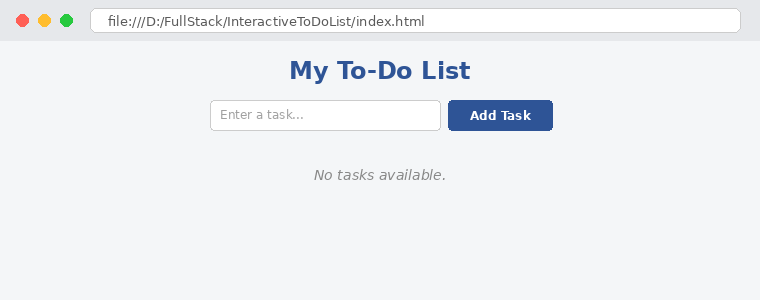 file:///D:/FullStack/InteractiveToDoList/index.html
My To-Do List
Enter a task...
Add Task
No tasks available.